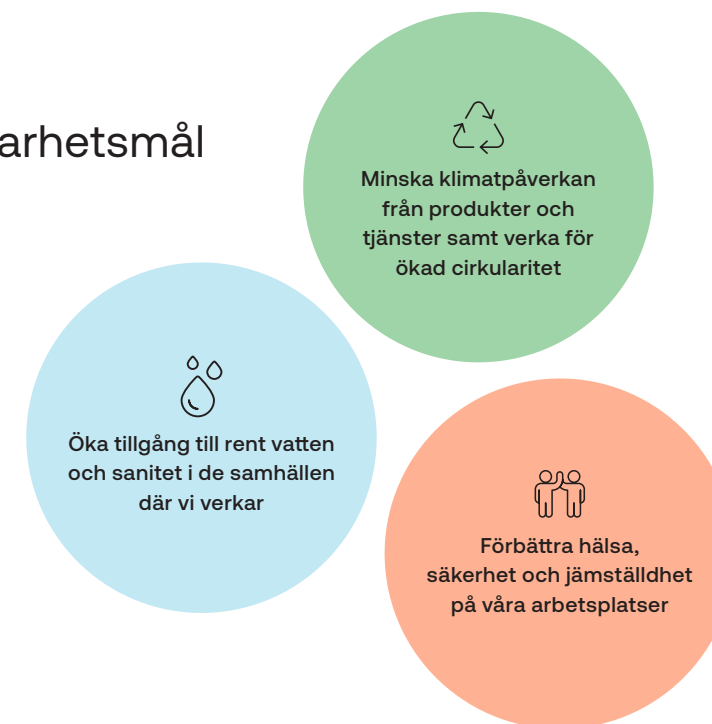 arhetsmål
Minska klimatpåverkan
från produkter och
tjänster samt verka för
ökad cirkularitet
Öka tillgång till rent vatten
och sanitet i de samhällen
där vi verkar
Förbättra hälsa,
säkerhet och jämställdhet
på våra arbetsplatser